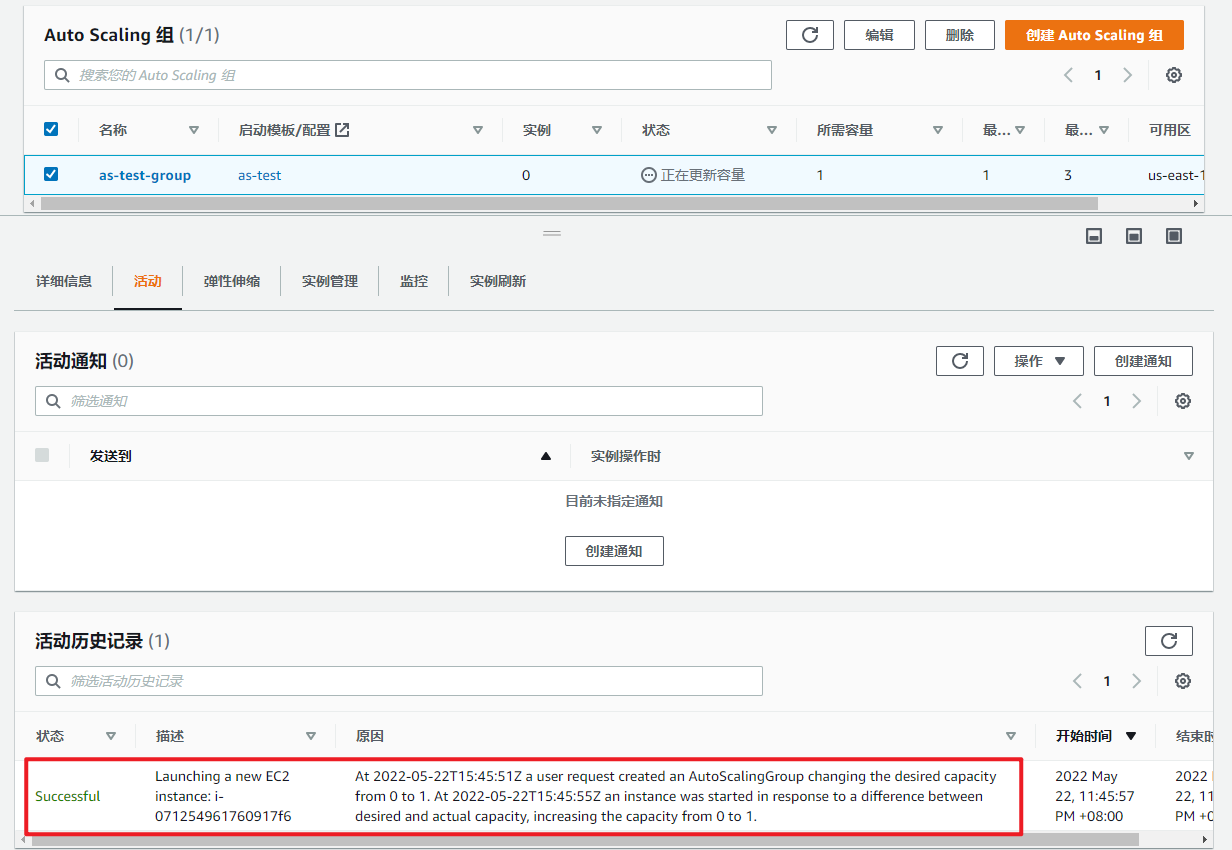 Auto Scaling 组 (1/1)
编辑
删除
创建 Auto Scaling 组
搜索您的 Auto Scaling 组
1
名称
启动模板/配置
实例
状态
所需容量
最...
最...
可用区
as-test-group
as-test
0
正在更新容量
1
1
3
us-east-1
详细信息
活动
弹性伸缩
实例管理
监控
实例刷新
活动通知 (0)
操作
创建通知
筛选通知
1
发送到
实例操作时
目前未指定通知
创建通知
活动历史记录 (1)
筛选活动历史记录
1
状态
描述
原因
开始时间
结束时
Successful
Launching a new EC2
instance: i-
071254961760917f6
At 2022-05-22T15:45:51Z a user request created an AutoScalingGroup changing the desired capacity
from 0 to 1. At 2022-05-22T15:45:55Z an instance was started in response to a difference between
desired and actual capacity, increasing the capacity from 0 to 1.
2022 May
22, 11:45:57
PM +08:00
2022
22, 11
PM +0